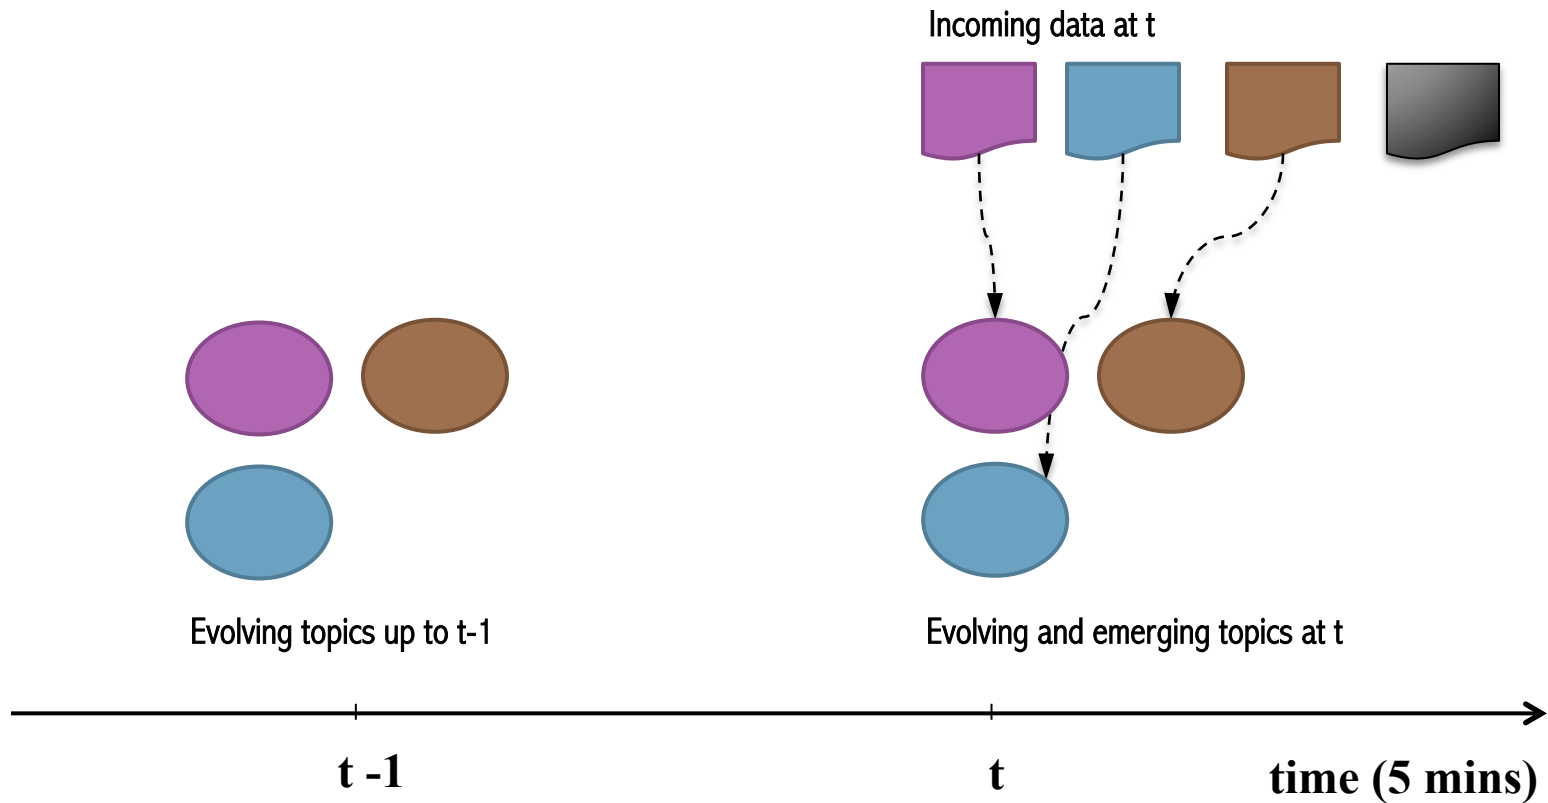 Incoming data at t
Evolving topics up to t-1
Evolving and emerging topics at t
t -1
t
time (5 mins)